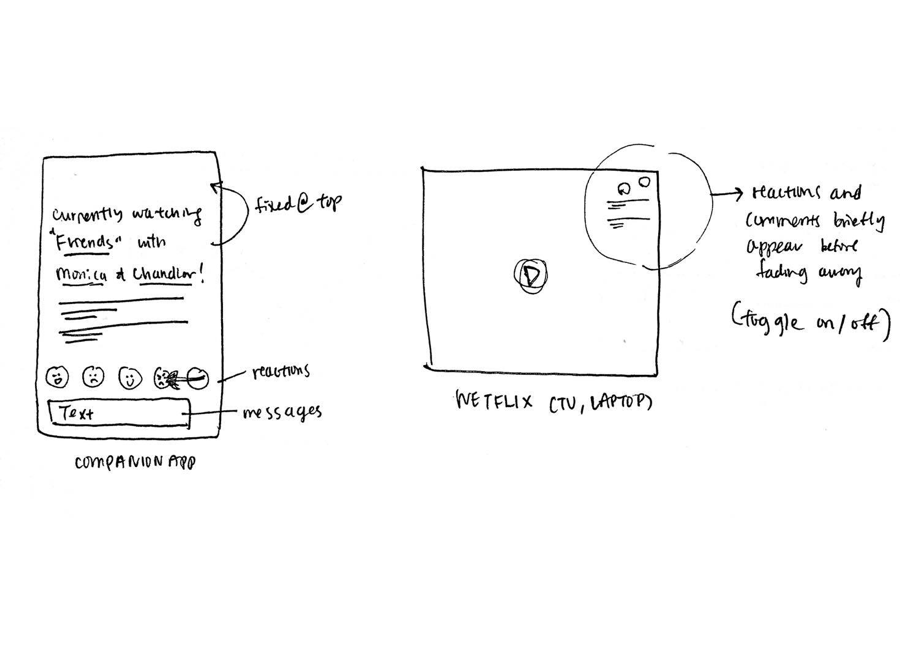 currently watching
"Friends" with
Monica & Chandler!
fixed @ top
reactions
Text
messages
COMPANION APP
reactions and
comments briefly
appear before
fading away
(toggle on/off)
NETFLIX (TV, LAPTOP)